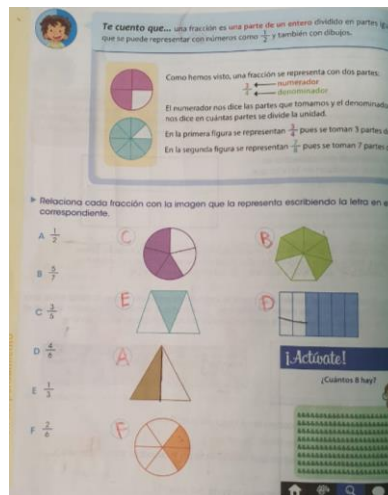 Te cuento que... una fracción es una parte de un entero dividido en partes
que se puede representar con números como 1/2 y también con dibujos.
Como hemos visto, una fracción se representa con dos partes.
numerador
denominador
El numerador nos dice las partes que tomamos y el
nos dice en cuántas partes se divide la unidad.
En la primera figura se representan 3/4 pues se toman 3 partes
En la segunda figura se representan 7/8 pues se toman 7 partes
Relaciona cada fracción con la imagen que la representa escribiendo la letra en
correspondiente.
A 1/2
C
B
B 5/7
E
D
C 3/5
D 4/6
A
¡Actívate!
¿Cuántos 8 hay?
E 1/3
F 2/6
F